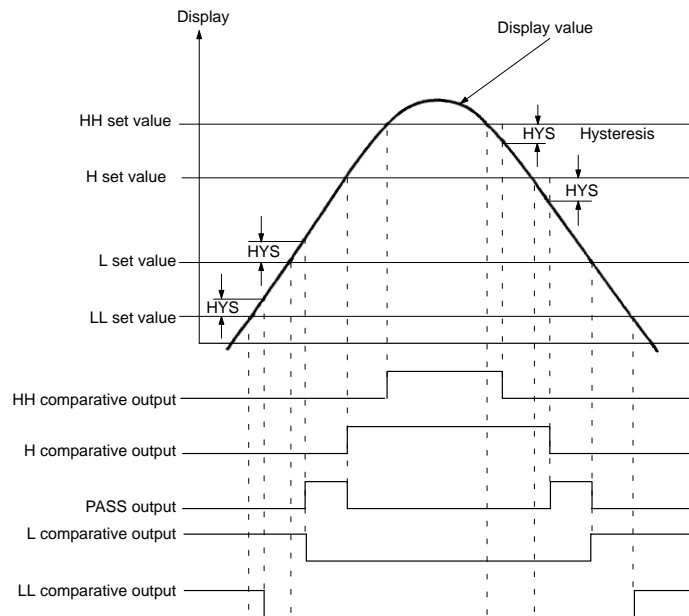 Display
Display value
HH set value
HYS
Hysteresis
H set value
HYS
HYS
L set value
HYS
LL set value
HH comparative output
H comparative output
PASS output
L comparative output
LL comparative output